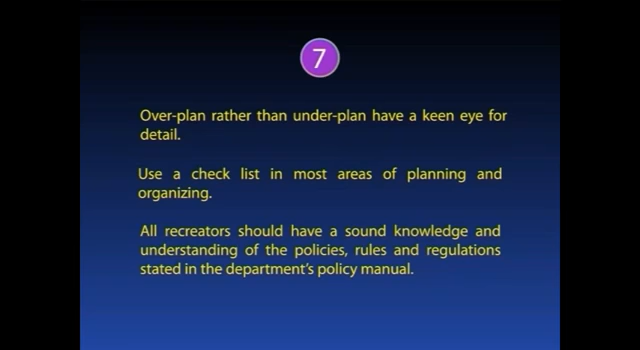 7
Over-plan rather than under-plan have a keen eye for
detail.
Use a check list in most areas of planning and
organizing.
All recreators should have a sound knowledge and
understanding of the policies, rules and regulations
stated in the department's policy manual.